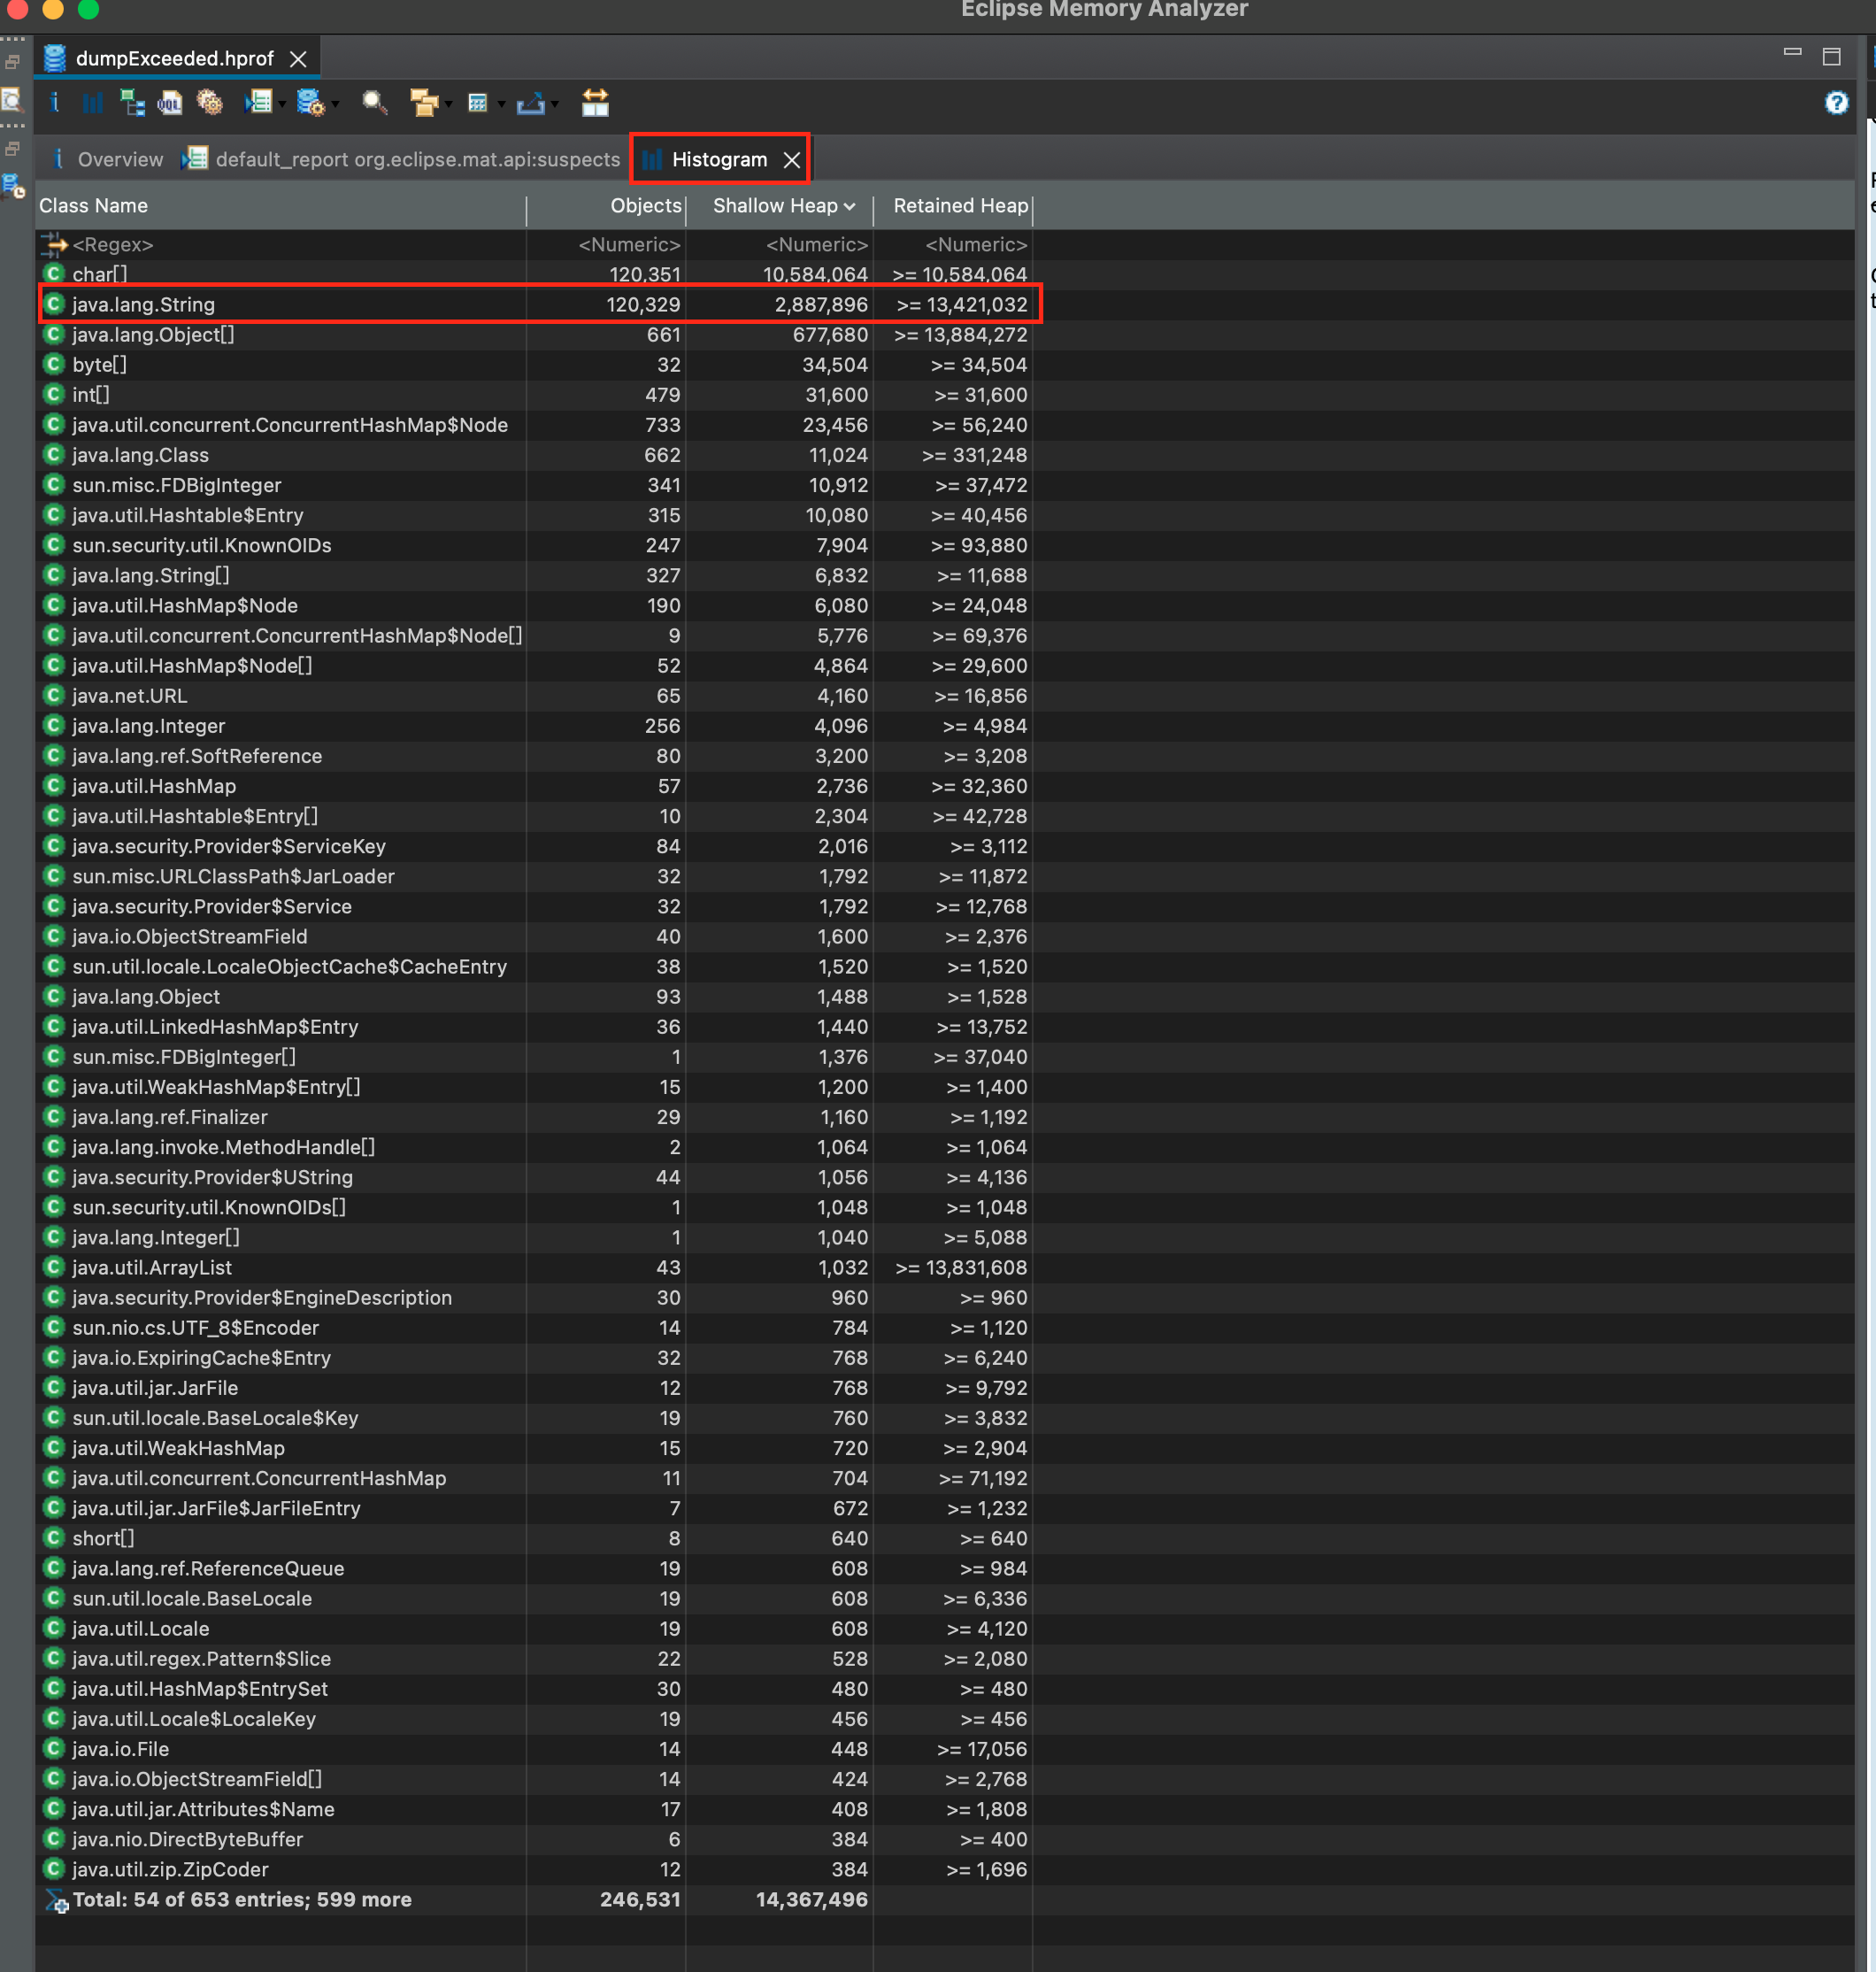 Eclipse Memory Analyzer
dumpExceeded.hprof
i OQL ?
i Overview default_report org.eclipse.mat.api:suspects Histogram
Class Name Objects Shallow Heap Retained Heap
<Regex> <Numeric> <Numeric> <Numeric>
char[] 120,351 10,584,064 >= 10,584,064
java.lang.String 120,329 2,887,896 >= 13,421,032
java.lang.Object[] 661 677,680 >= 13,884,272
byte[] 32 34,504 >= 34,504
int[] 479 31,600 >= 31,600
java.util.concurrent.ConcurrentHashMap$Node 733 23,456 >= 56,240
java.lang.Class 662 11,024 >= 331,248
sun.misc.FDBigInteger 341 10,912 >= 37,472
java.util.Hashtable$Entry 315 10,080 >= 40,456
sun.security.util.KnownOIDs 247 7,904 >= 93,880
java.lang.String[] 327 6,832 >= 11,688
java.util.HashMap$Node 190 6,080 >= 24,048
java.util.concurrent.ConcurrentHashMap$Node[] 9 5,776 >= 69,376
java.util.HashMap$Node[] 52 4,864 >= 29,600
java.net.URL 65 4,160 >= 16,856
java.lang.Integer 256 4,096 >= 4,984
java.lang.ref.SoftReference 80 3,200 >= 3,208
java.util.HashMap 57 2,736 >= 32,360
java.util.Hashtable$Entry[] 10 2,304 >= 42,728
java.security.Provider$ServiceKey 84 2,016 >= 3,112
sun.misc.URLClassPath$JarLoader 32 1,792 >= 11,872
java.security.Provider$Service 32 1,792 >= 12,768
java.io.ObjectStreamField 40 1,600 >= 2,376
sun.util.locale.LocaleObjectCache$CacheEntry 38 1,520 >= 1,520
java.lang.Object 93 1,488 >= 1,528
java.util.LinkedHashMap$Entry 36 1,440 >= 13,752
sun.misc.FDBigInteger[] 1 1,376 >= 37,040
java.util.WeakHashMap$Entry[] 15 1,200 >= 1,400
java.lang.ref.Finalizer 29 1,160 >= 1,192
java.lang.invoke.MethodHandle[] 2 1,064 >= 1,064
java.security.Provider$UString 44 1,056 >= 4,136
sun.security.util.KnownOIDs[] 1 1,048 >= 1,048
java.lang.Integer[] 1 1,040 >= 5,088
java.util.ArrayList 43 1,032 >= 13,831,608
java.security.Provider$EngineDescription 30 960 >= 960
sun.nio.cs.UTF_8$Encoder 14 784 >= 1,120
java.io.ExpiringCache$Entry 32 768 >= 6,240
java.util.jar.JarFile 12 768 >= 9,792
sun.util.locale.BaseLocale$Key 19 760 >= 3,832
java.util.WeakHashMap 15 720 >= 2,904
java.util.concurrent.ConcurrentHashMap 11 704 >= 71,192
java.util.jar.JarFile$JarFileEntry 7 672 >= 1,232
short[] 8 640 >= 640
java.lang.ref.ReferenceQueue 19 608 >= 984
sun.util.locale.BaseLocale 19 608 >= 6,336
java.util.Locale 19 608 >= 4,120
java.util.regex.Pattern$Slice 22 528 >= 2,080
java.util.HashMap$EntrySet 30 480 >= 480
java.util.Locale$LocaleKey 19 456 >= 456
java.io.File 14 448 >= 17,056
java.io.ObjectStreamField[] 14 424 >= 2,768
java.util.jar.Attributes$Name 17 408 >= 1,808
java.nio.DirectByteBuffer 6 384 >= 400
java.util.zip.ZipCoder 12 384 >= 1,696
Total: 54 of 653 entries; 599 more 246,531 14,367,496